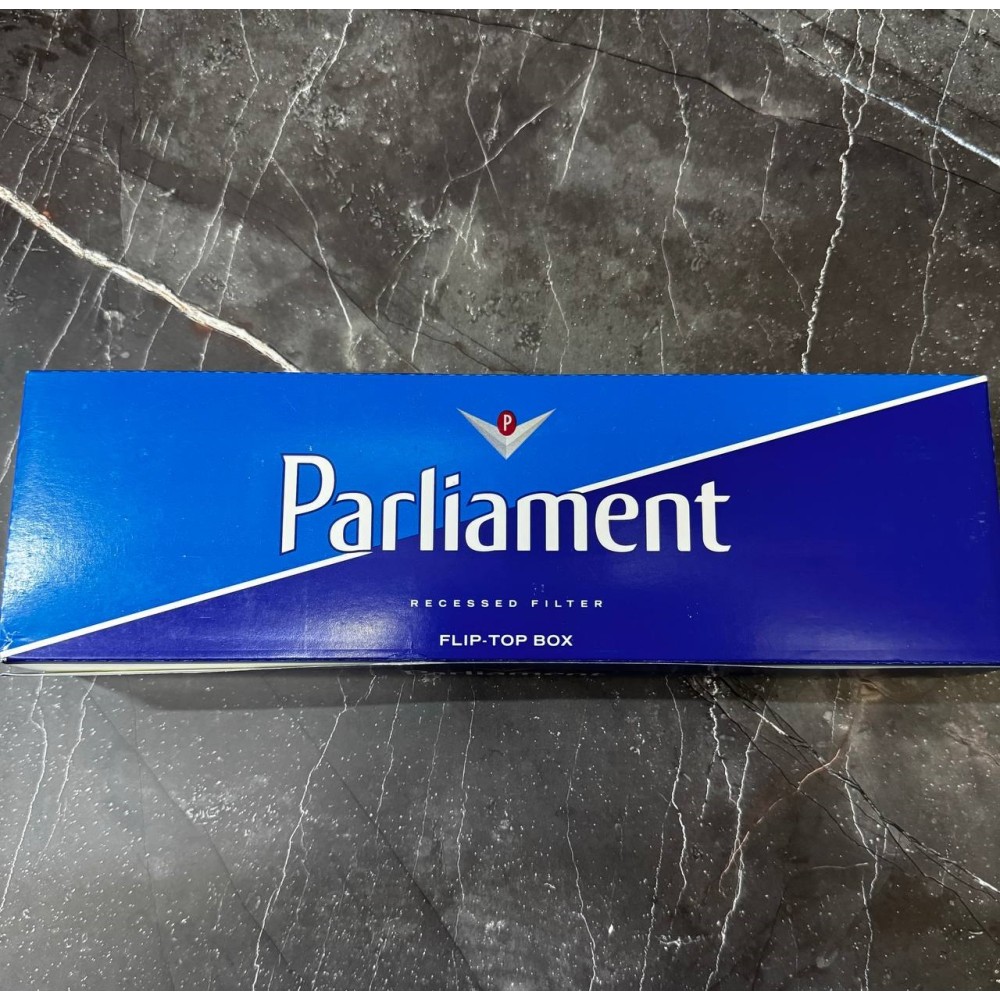 P
Parliament
RECESSED FILTER
FLIP-TOP BOX